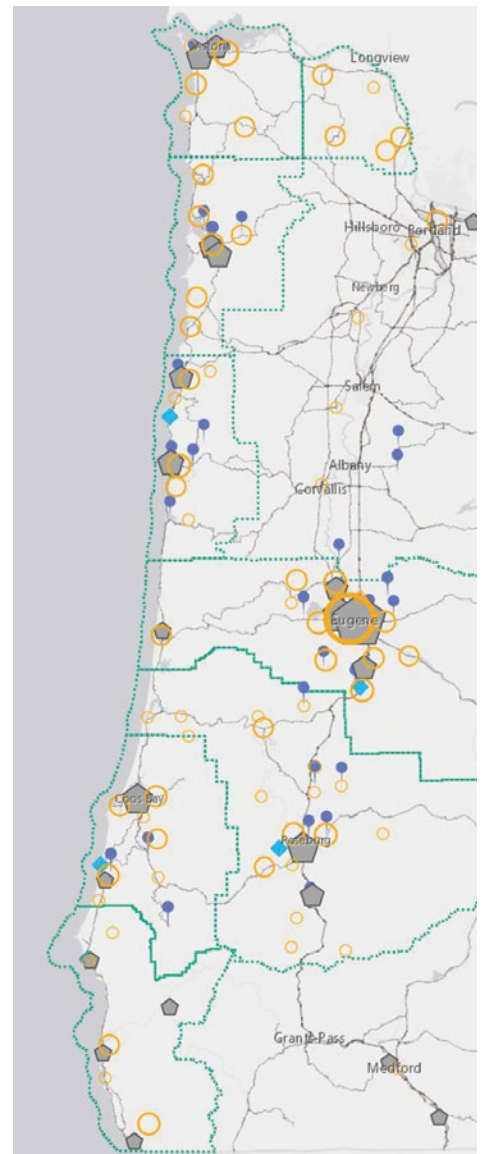 Astoria
Longview
Hillsboro
Portland
Newberg
Salem
Albany
Corvallis
Eugene
Coos Bay
Roseburg
Grants Pass
Medford